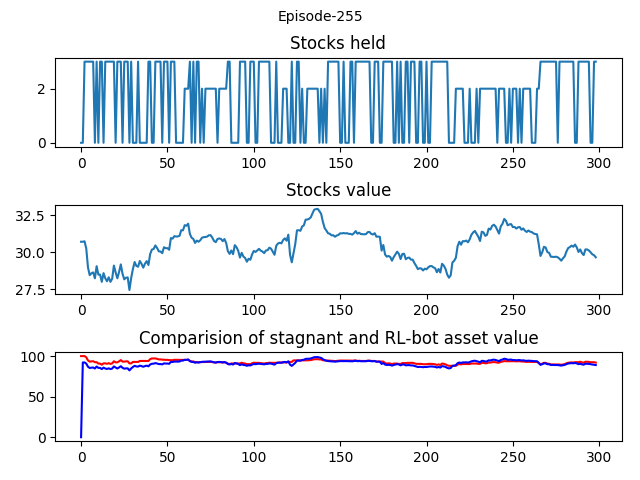 Episode-255
Stocks held
2
0
0 50 100 150 200 250 300
Stocks value
32.5
30.0
27.5
0 50 100 150 200 250 300
Comparision of stagnant and RL-bot asset value
100
50
0
0 50 100 150 200 250 300